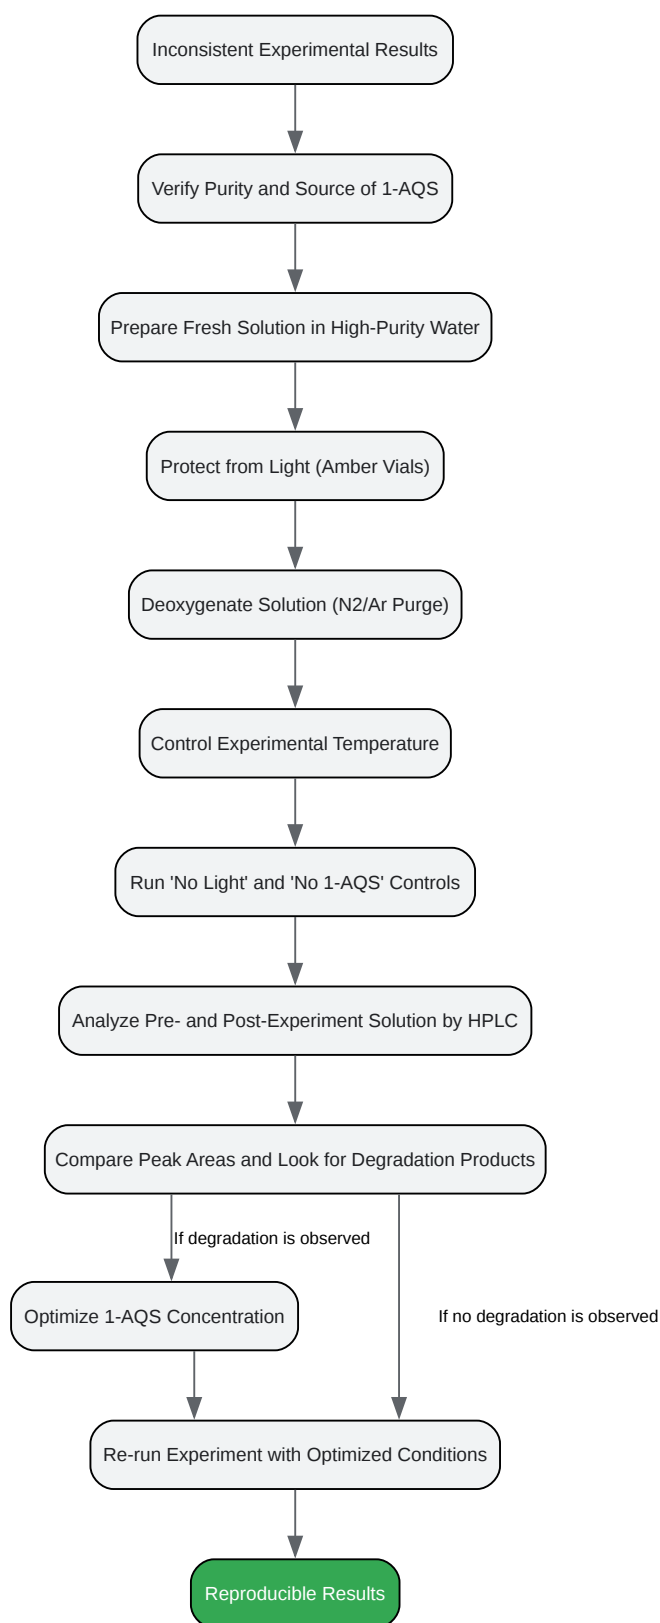 Inconsistent Experimental Results
Verify Purity and Source of 1-AQS
Prepare Fresh Solution in High-Purity Water
Protect from Light (Amber Vials)
Deoxygenate Solution (N2/Ar Purge)
Control Experimental Temperature
Run 'No Light' and 'No 1-AQS' Controls
Analyze Pre- and Post-Experiment Solution by HPLC
Compare Peak Areas and Look for Degradation Products
If degradation is observed
Optimize 1-AQS Concentration
If no degradation is observed
Re-run Experiment with Optimized Conditions
Reproducible Results